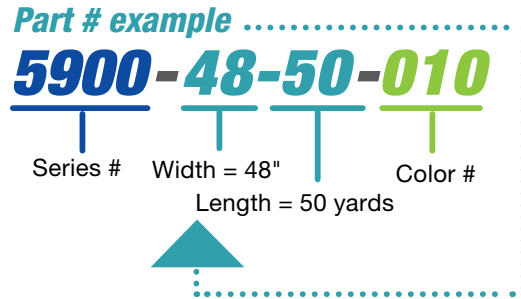 Part # example
5900-48-50-010
Series #
Width = 48"
Color #
Length = 50 yards